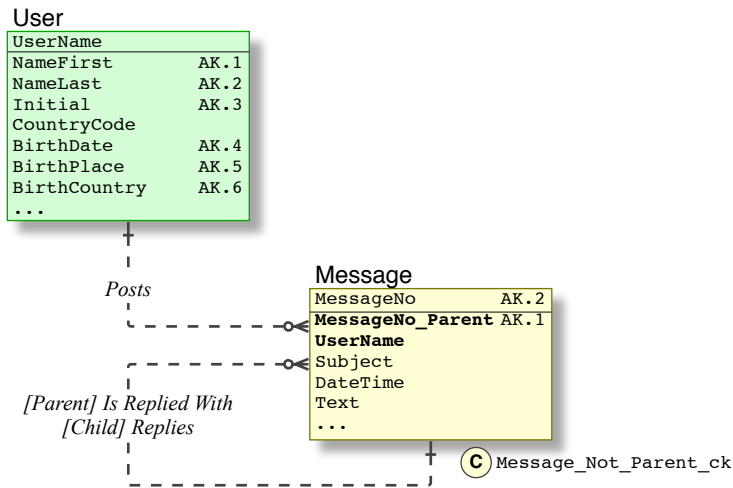 User
UserName
NameFirst AK.1
NameLast AK.2
Initial AK.3
CountryCode
BirthDate AK.4
BirthPlace AK.5
BirthCountry AK.6
...
Posts
Message
MessageNo AK.2
MessageNo_Parent AK.1
UserName
Subject
DateTime
Text
...
[Parent] Is Replied With
[Child] Replies
C Message_Not_Parent_ck